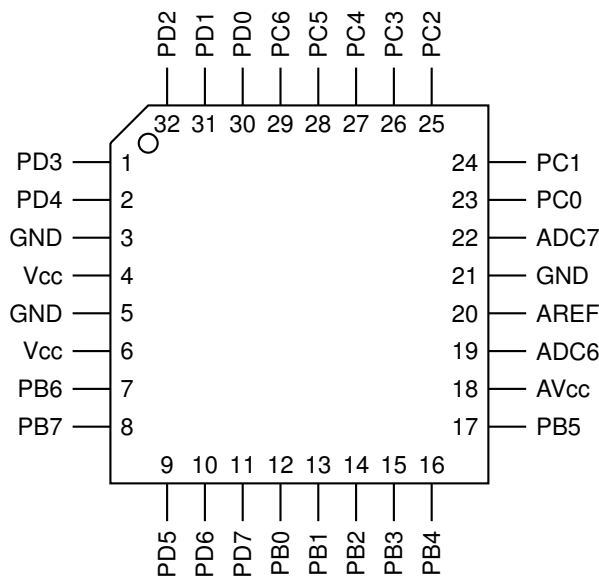 PD2 PD1 PD0 PC6 PC5 PC4 PC3 PC2
32 31 30 29 28 27 26 25
PD3 1 24 PC1
PD4 2 23 PC0
GND 3 22 ADC7
Vcc 4 21 GND
GND 5 20 AREF
Vcc 6 19 ADC6
PB6 7 18 AVcc
PB7 8 17 PB5
9 10 11 12 13 14 15 16
PD5 PD6 PD7 PB0 PB1 PB2 PB3 PB4